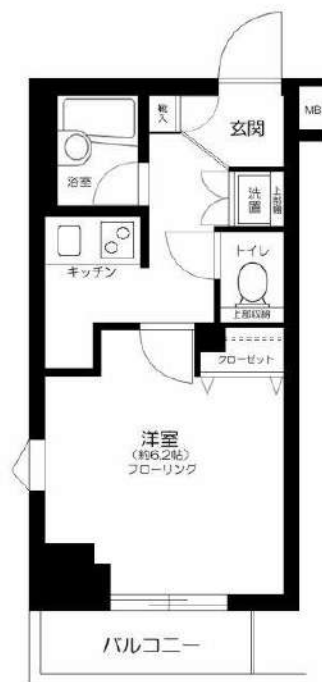 MB
靴入
玄関
浴室
洗置
上部棚
キッチン
トイレ
上部収納
クローゼット
洋室
(約6.2帖)
フローリング
バルコニー